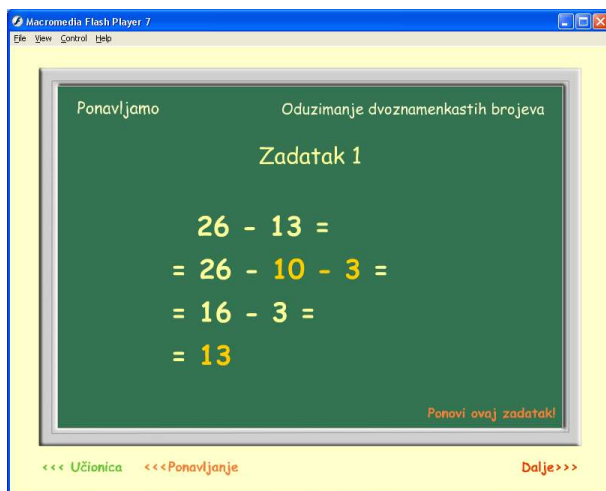 Macromedia Flash Player 7
File View Control Help
Ponavljamo
Oduzimanje dvoznamenkastih brojeva
Zadatak 1
26 - 13 =
= 26 - 10 - 3 =
= 16 - 3 =
= 13
Ponovi ovaj zadatak!
<<< Učionica <<<Ponavljanje Dalje>>>